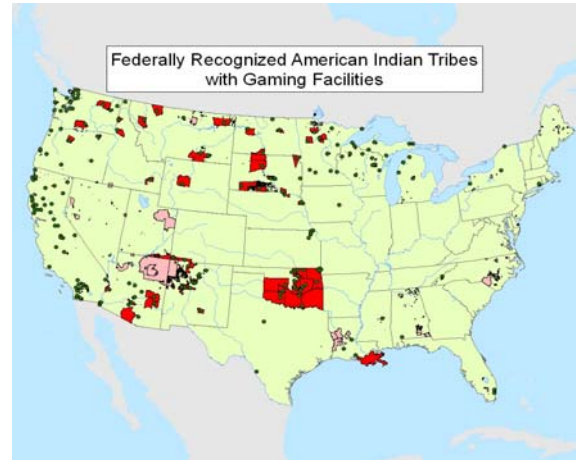 Federally Recognized American Indian Tribes
with Gaming Facilities